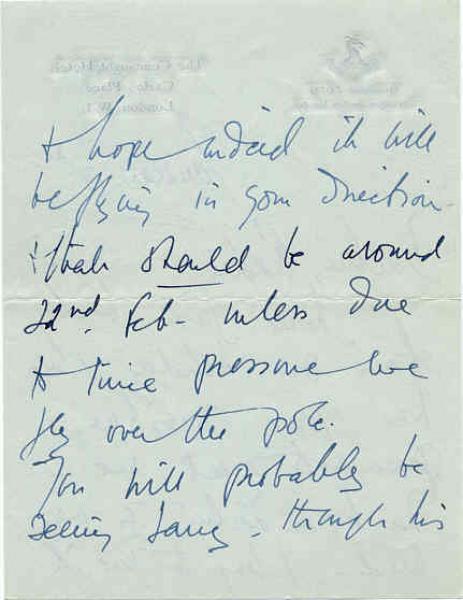 The Connaught Hotel
Carlos Place
London, W.1.
& hope indeed it will
be flying in your direction -
& that should be around
22nd. Feb - unless due
to time pressure we
fly over the pole.
You will probably be
seeing Larry - though his